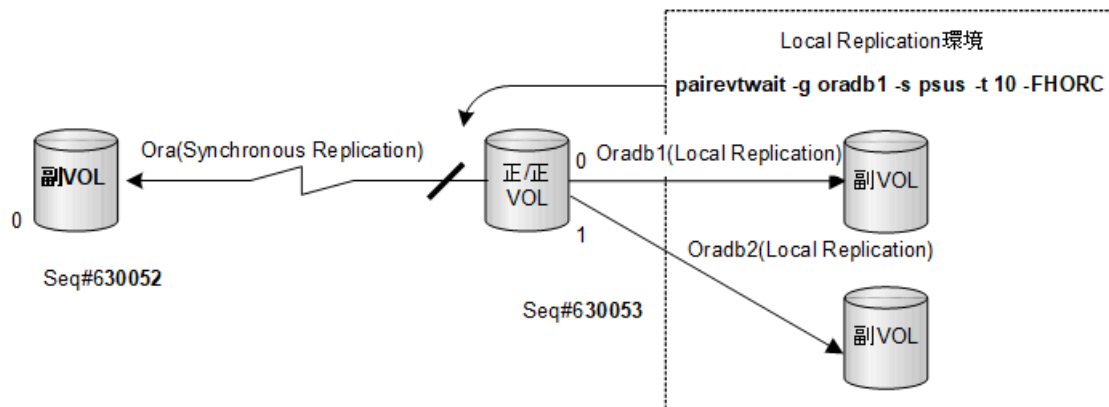 Local Replication環境
pairevtwait -g oradb1 -s psus -t 10 -FHORC
Ora(Synchronous Replication)
副VOL
0
正/正
VOL
0
1
Oradb1(Local Replication)
副VOL
Oradb2(Local Replication)
副VOL
Seq#630052
Seq#630053